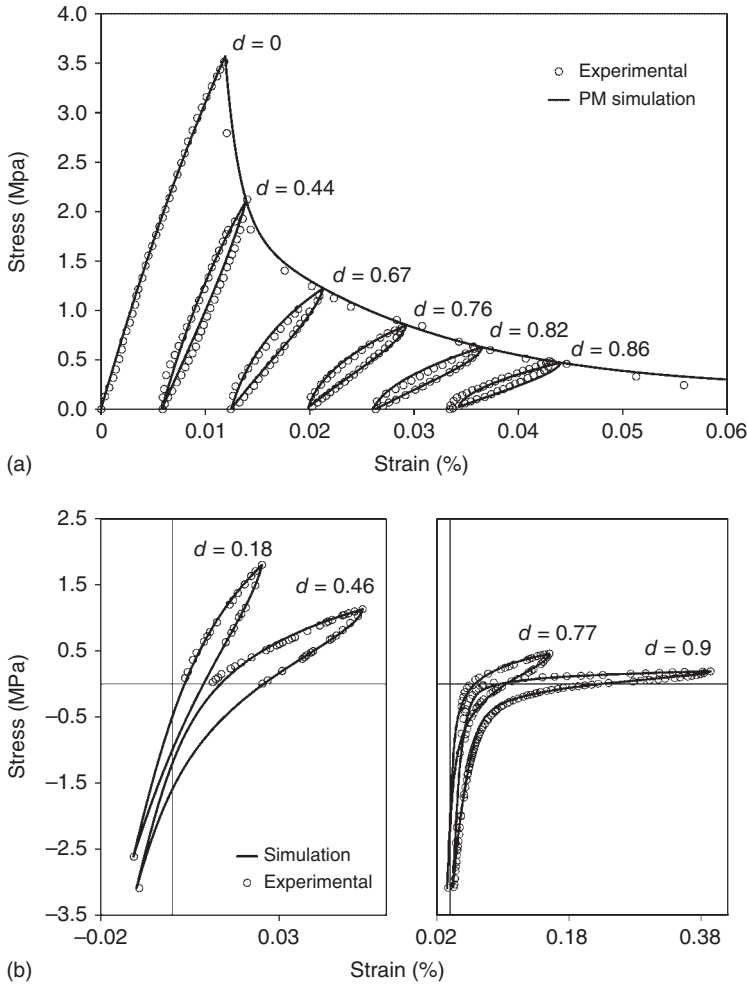 4.0
3.5
3.0
2.5
2.0
1.5
1.0
0.5
0.0
Stress (Mpa)
d = 0
d = 0.44
d = 0.67
d = 0.76
d = 0.82
d = 0.86
Experimental
PM simulation
0 0.01 0.02 0.03 0.04 0.05 0.06
(a) Strain (%)
2.5
1.5
0.5
−0.5
−1.5
−2.5
−3.5
Stress (MPa)
d = 0.18
d = 0.46
Simulation
Experimental
d = 0.77
d = 0.9
−0.02 0.03 0.02 0.18 0.38
(b) Strain (%)